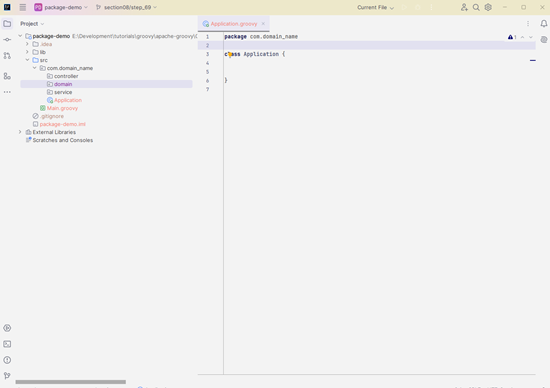 PD package-demo section08/step_69 Current File
Project
Application.groovy
package-demo E:\Development\tutorials\groovy\apache-groovy\
.idea
lib
src
com.domain_name
controller
domain
service
Application
Main.groovy
.gitignore
package-demo.iml
External Libraries
Scratches and Consoles
1 package com.domain_name
2
3 class Application {
4
5
6 }
7
1